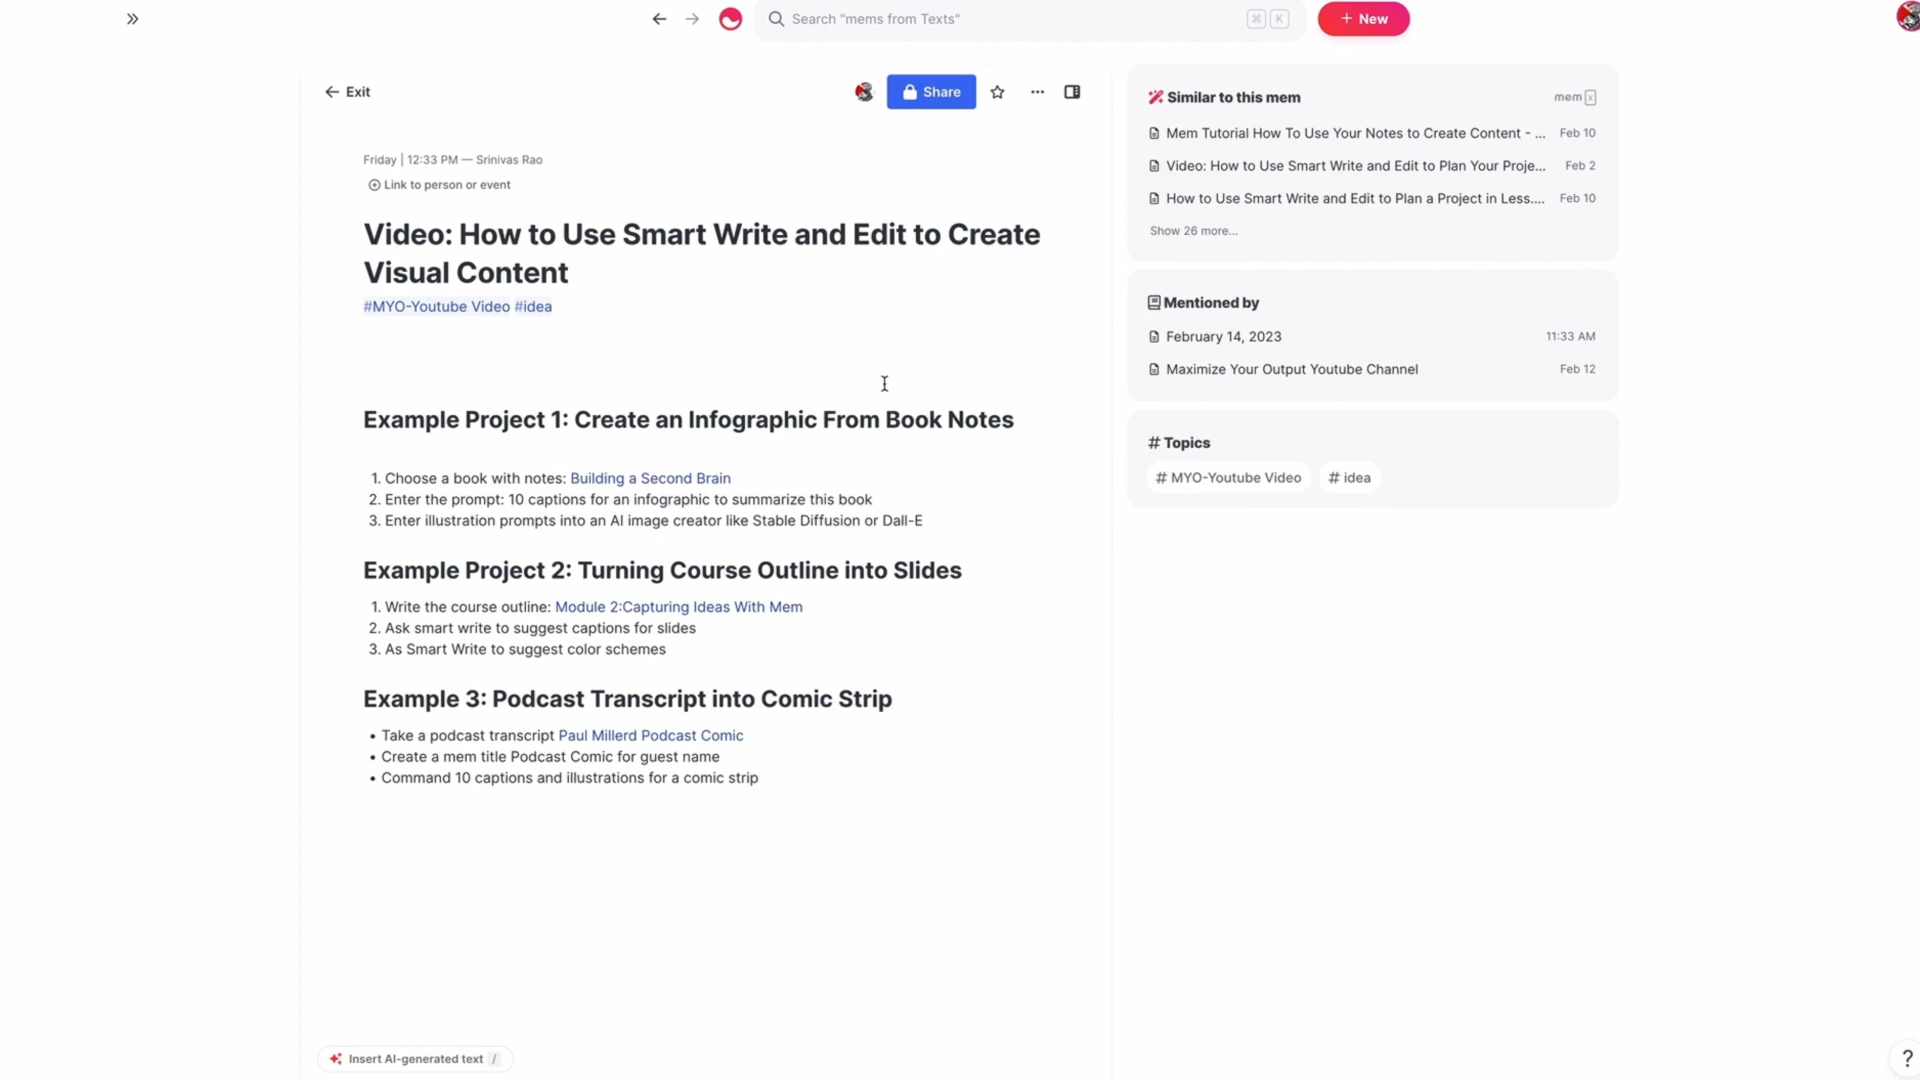 Search "mems from Texts"
⌘ K
+ New
Exit
Share
Friday | 12:33 PM — Srinivas Rao
Link to person or event
Video: How to Use Smart Write and Edit to Create
Visual Content
#MYO-Youtube Video #idea
Example Project 1: Create an Infographic From Book Notes
1. Choose a book with notes: Building a Second Brain
2. Enter the prompt: 10 captions for an infographic to summarize this book
3. Enter illustration prompts into an AI image creator like Stable Diffusion or Dall-E
Example Project 2: Turning Course Outline into Slides
1. Write the course outline: Module 2:Capturing Ideas With Mem
2. Ask smart write to suggest captions for slides
3. As Smart Write to suggest color schemes
Example 3: Podcast Transcript into Comic Strip
• Take a podcast transcript Paul Millerd Podcast Comic
• Create a mem title Podcast Comic for guest name
• Command 10 captions and illustrations for a comic strip
Insert AI-generated text /
Similar to this mem
mem x
Mem Tutorial How To Use Your Notes to Create Content - ... Feb 10
Video: How to Use Smart Write and Edit to Plan Your Proje... Feb 2
How to Use Smart Write and Edit to Plan a Project in Less.... Feb 10
Show 26 more...
Mentioned by
February 14, 2023 11:33 AM
Maximize Your Output Youtube Channel Feb 12
# Topics
# MYO-Youtube Video # idea
?